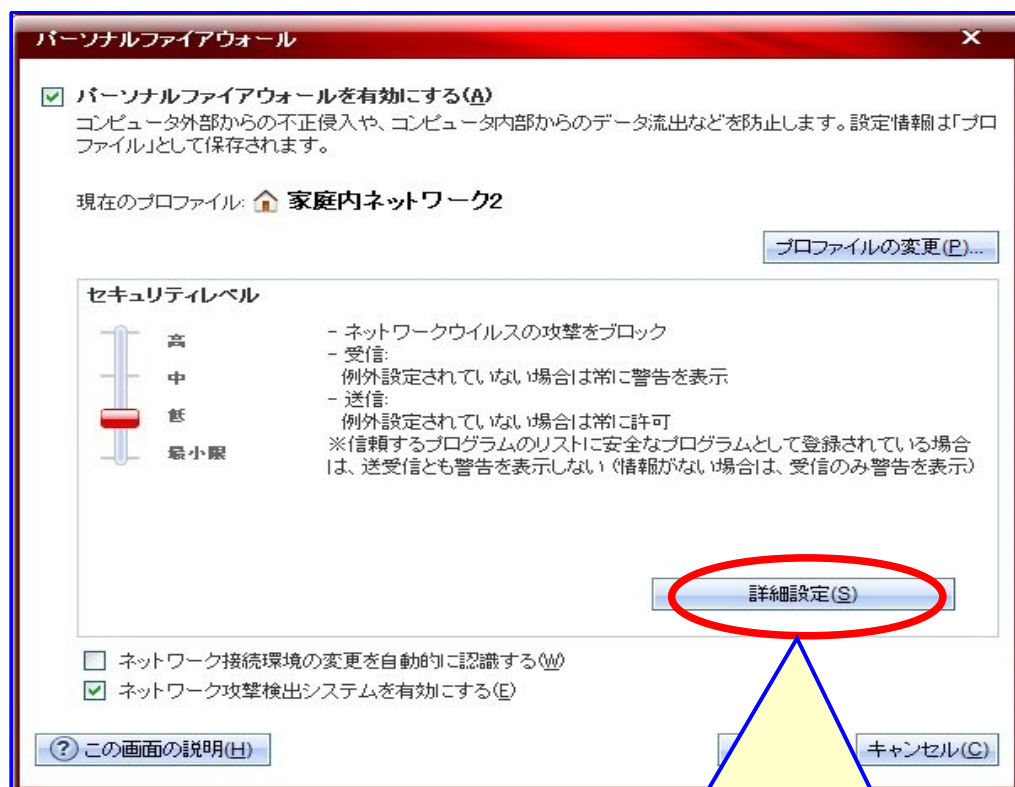 パーソナルファイアウォール
パーソナルファイアウォールを有効にする(A)
コンピュータ外部からの不正侵入や、コンピュータ内部からのデータ流出などを防止します。設定情報は「プロ
ファイル」として保存されます。
現在のプロファイル: 家庭内ネットワーク2
プロファイルの変更(P)...
セキュリティレベル
高
中
低
最小限
- ネットワークウイルスの攻撃をブロック
- 受信:
例外設定されていない場合は常に警告を表示
- 送信:
例外設定されていない場合は常に許可
※信頼するプログラムのリストに安全なプログラムとして登録されている場合
は、送受信とも警告を表示しない(情報がない場合は、受信のみ警告を表示)
詳細設定(S)
ネットワーク接続環境の変更を自動的に認識する(W)
ネットワーク攻撃検出システムを有効にする(E)
? この画面の説明(H)
キャンセル(C)